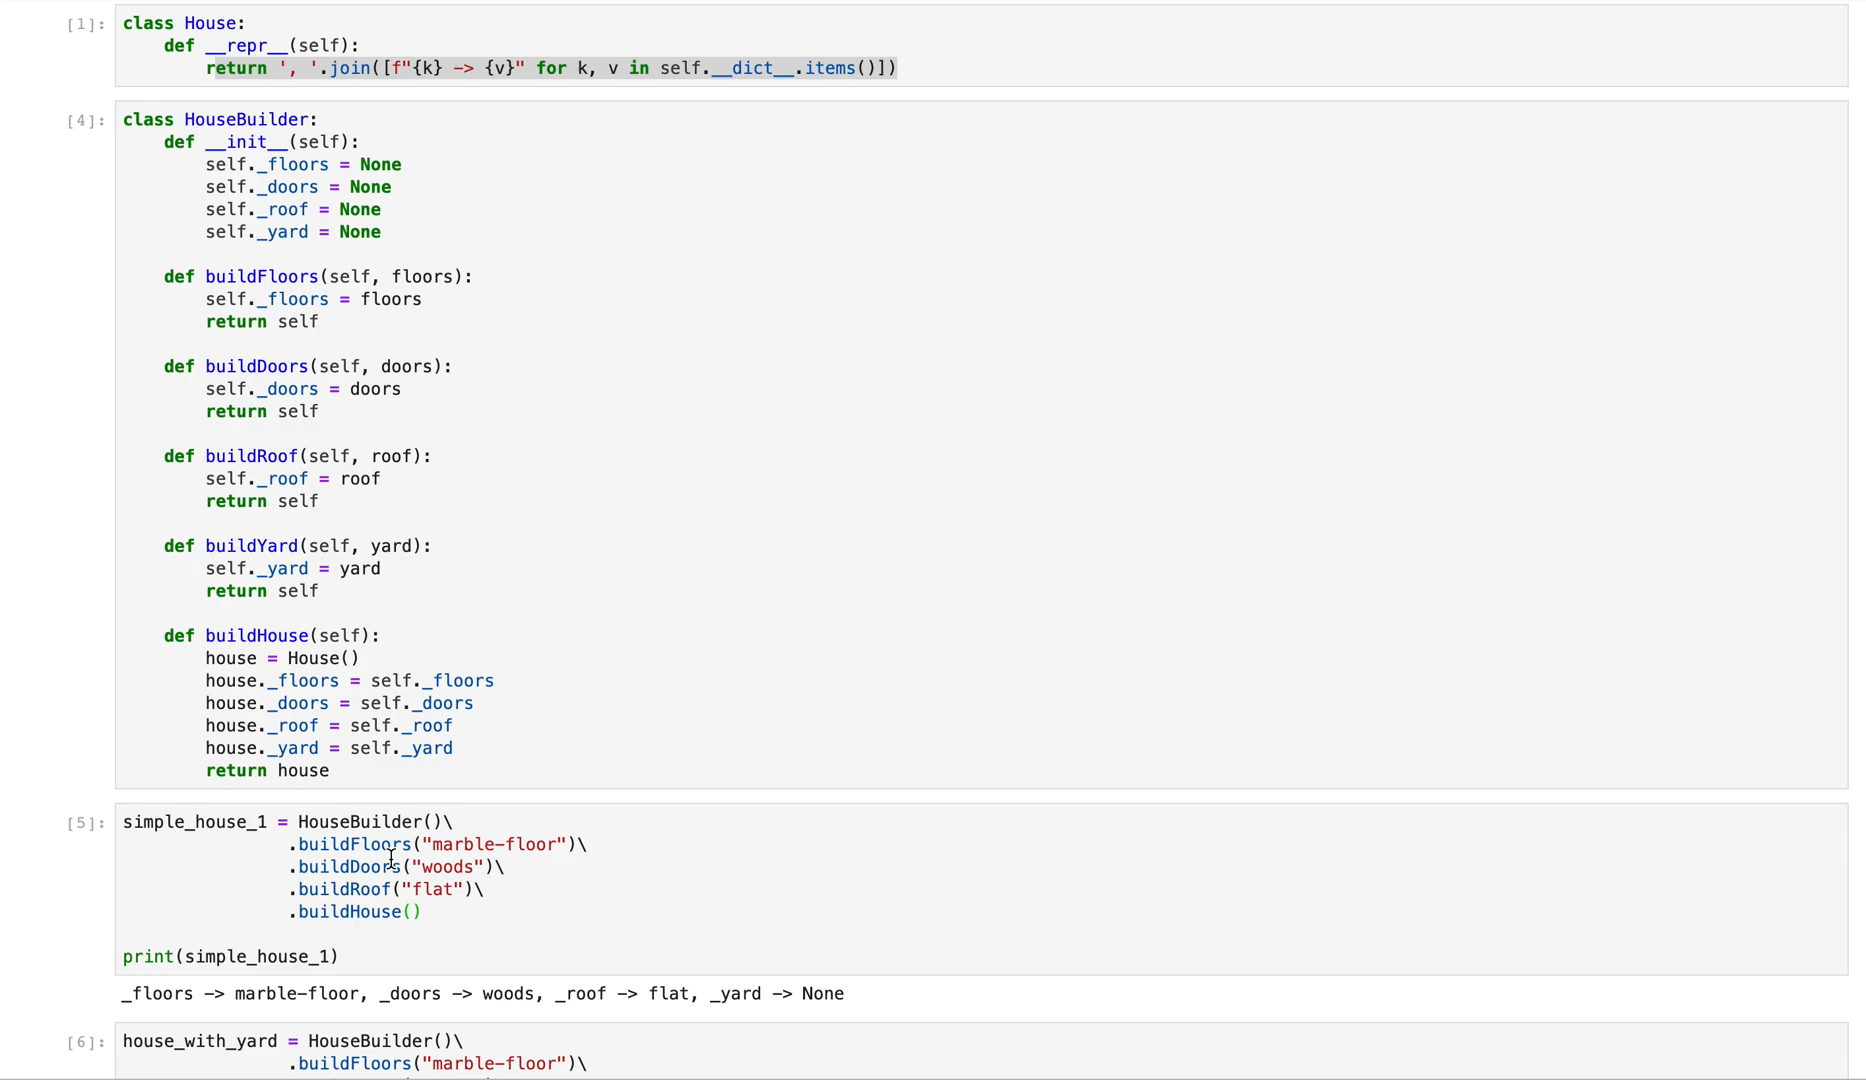 [1]: class House:
    def __repr__(self):
        return ', '.join([f"{k} -> {v}" for k, v in self.__dict__.items()])
[4]: class HouseBuilder:
    def __init__(self):
        self._floors = None
        self._doors = None
        self._roof = None
        self._yard = None
    def buildFloors(self, floors):
        self._floors = floors
        return self
    def buildDoors(self, doors):
        self._doors = doors
        return self
    def buildRoof(self, roof):
        self._roof = roof
        return self
    def buildYard(self, yard):
        self._yard = yard
        return self
    def buildHouse(self):
        house = House()
        house._floors = self._floors
        house._doors = self._doors
        house._roof = self._roof
        house._yard = self._yard
        return house
[5]: simple_house_1 = HouseBuilder()\
                .buildFloors("marble-floor")\
                .buildDoors("woods")\
                .buildRoof("flat")\
                .buildHouse()
print(simple_house_1)
_floors -> marble-floor, _doors -> woods, _roof -> flat, _yard -> None
[6]: house_with_yard = HouseBuilder()\
                .buildFloors("marble-floor")\